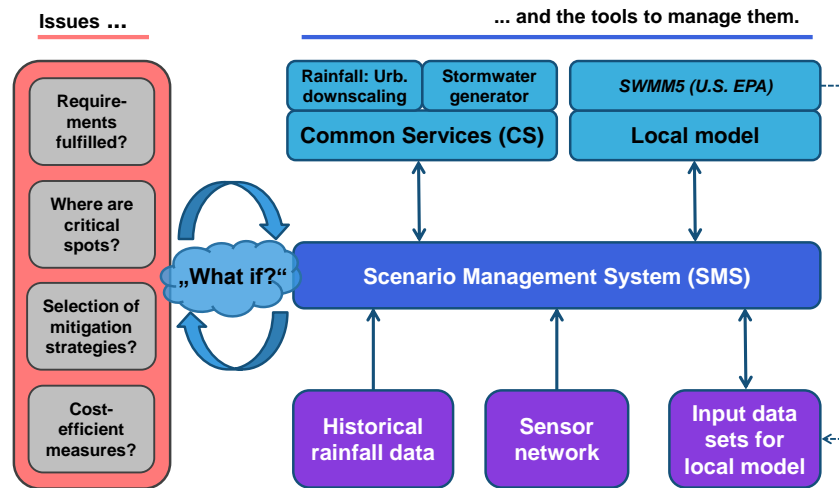 Issues ...
... and the tools to manage them.
Require-
ments
fulfilled?
Where are
critical
spots?
Selection of
mitigation
strategies?
Cost-
efficient
measures?
„What if?“
Rainfall: Urb.
downscaling
Stormwater
generator
Common Services (CS)
SWMM5 (U.S. EPA)
Local model
Scenario Management System (SMS)
Historical
rainfall data
Sensor
network
Input data
sets for
local model